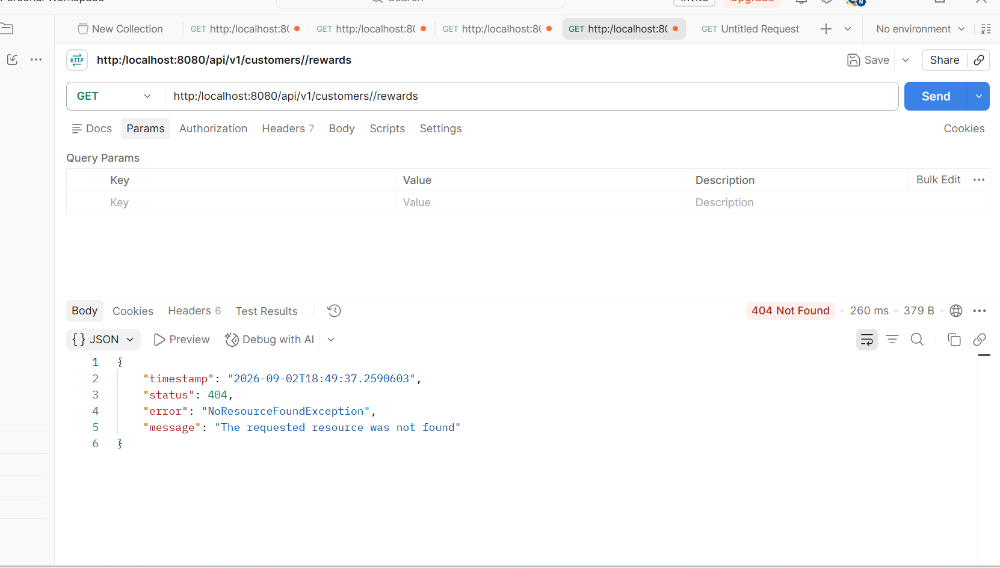 New Collection GET http:/localhost:80 GET http:/localhost:80 GET http:/localhost:80 GET http:/localhost:80 GET Untitled Request No environment
HTTP http:/localhost:8080/api/v1/customers//rewards Save Share
GET http:/localhost:8080/api/v1/customers//rewards Send
Docs Params Authorization Headers 7 Body Scripts Settings Cookies
Query Params
Key Value Description Bulk Edit
Key Value Description
Body Cookies Headers 6 Test Results 404 Not Found • 260 ms • 379 B
{} JSON Preview Debug with AI
1 {
2 "timestamp": "2026-09-02T18:49:37.2590603",
3 "status": 404,
4 "error": "NoResourceFoundException",
5 "message": "The requested resource was not found"
6 }